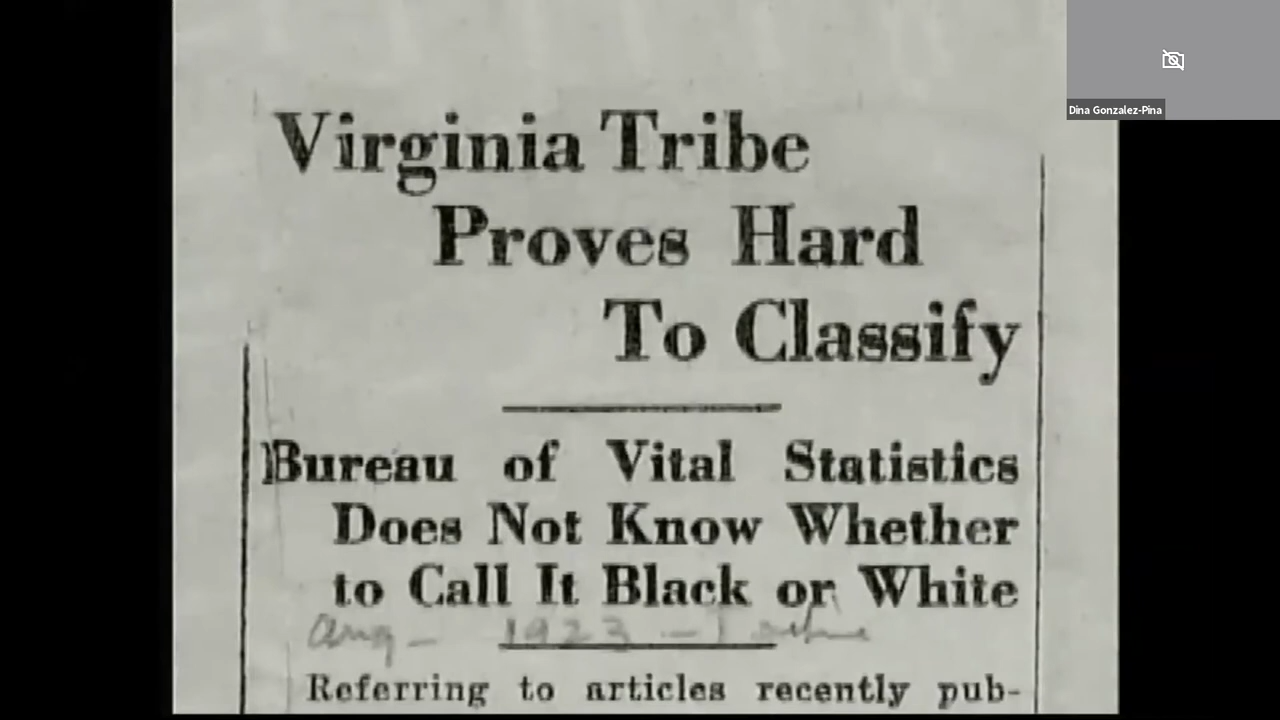 Virginia Tribe
Proves Hard
To Classify
Bureau of Vital Statistics
Does Not Know Whether
to Call It Black or White
Aug - 1923 -
Referring to articles recently pub-
Dina Gonzalez-Pina